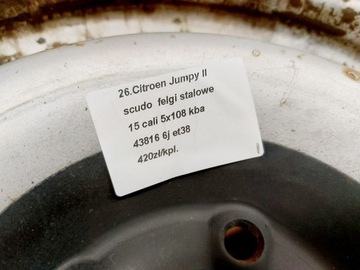 26.Citroen Jumpy II
scudo felgi stalowe
15 cali 5x108 kba
43816 6j et38
420zł/kpl.